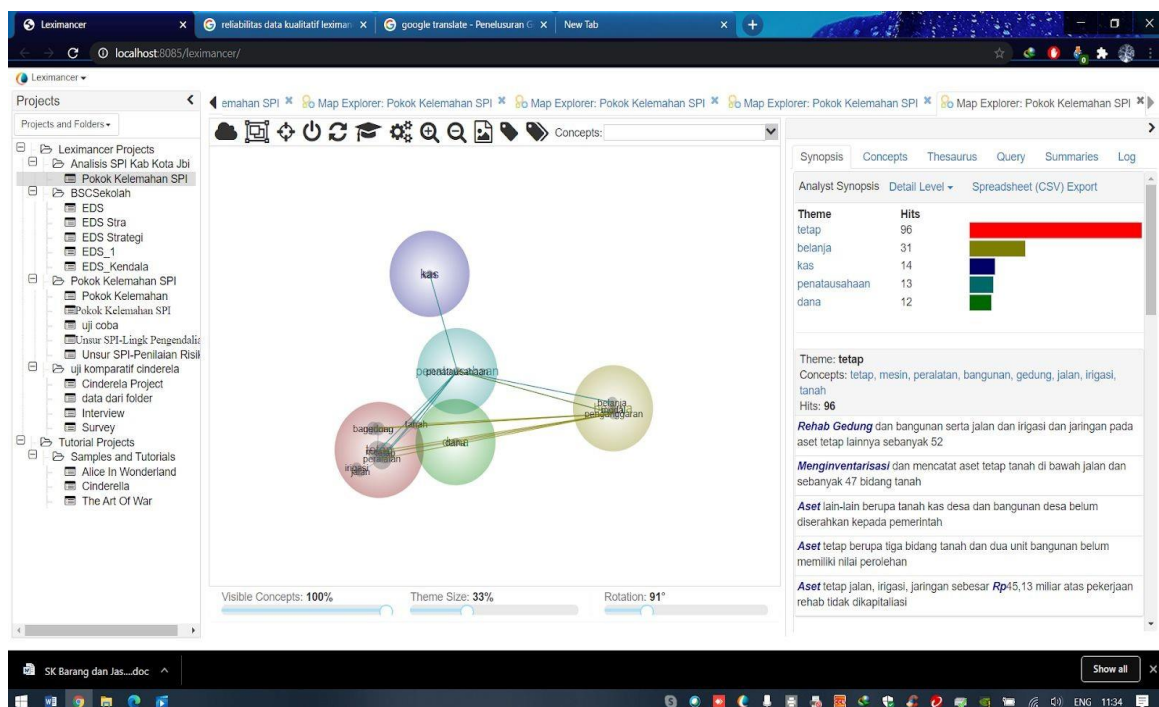 Leximancer
reliabilitas data kualitatif leximan
google translate - Penelusuran G
New Tab
localhost:8085/leximancer/
Leximancer
Projects
Projects and Folders
Leximancer Projects
Analisis SPI Kab Kota Jbi
Pokok Kelemahan SPI
BSCSekolah
EDS
EDS Stra
EDS Strategi
EDS_1
EDS_Kendala
Pokok Kelemahan SPI
Pokok Kelemahan
Pokok Kelemahan SPI
uji coba
Unsur SPI-Lingk Pengendalia
Unsur SPI-Penilaian Risik
uji komparatif cinderela
Cinderela Project
data dari folder
Interview
Survey
Tutorial Projects
Samples and Tutorials
Alice In Wonderland
Cinderella
The Art Of War
emahan SPI
Map Explorer: Pokok Kelemahan SPI
Map Explorer: Pokok Kelemahan SPI
Map Explorer: Pokok Kelemahan SPI
Map Explorer: Pokok Kelemahan SPI
Concepts:
kas
penatausahaan
belanja
modal
penganggaran
tanah
gedung
dana
peralatan
irigasi
jalan
Visible Concepts: 100%
Theme Size: 33%
Rotation: 91°
Synopsis
Concepts
Thesaurus
Query
Summaries
Log
Analyst Synopsis
Detail Level
Spreadsheet (CSV) Export
Theme Hits
tetap 96
belanja 31
kas 14
penatausahaan 13
dana 12
Theme: tetap
Concepts: tetap, mesin, peralatan, bangunan, gedung, jalan, irigasi,
tanah
Hits: 96
Rehab Gedung dan bangunan serta jalan dan irigasi dan jaringan pada
aset tetap lainnya sebanyak 52
Menginventarisasi dan mencatat aset tetap tanah di bawah jalan dan
sebanyak 47 bidang tanah
Aset lain-lain berupa tanah kas desa dan bangunan desa belum
diserahkan kepada pemerintah
Aset tetap berupa tiga bidang tanah dan dua unit bangunan belum
memiliki nilai perolehan
Aset tetap jalan, irigasi, jaringan sebesar Rp45,13 miliar atas pekerjaan
rehab tidak dikapitaliasi
SK Barang dan Jas....doc
Show all
ENG 11:34